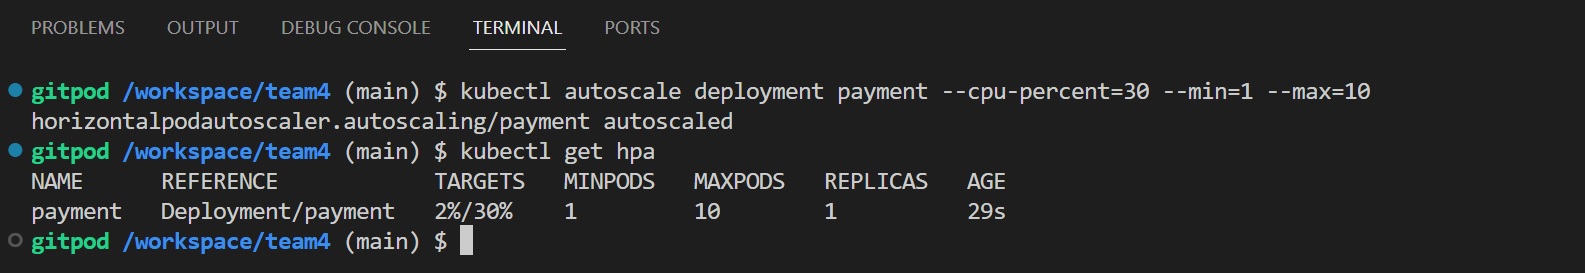 PROBLEMS OUTPUT DEBUG CONSOLE TERMINAL PORTS
gitpod /workspace/team4 (main) $ kubectl autoscale deployment payment --cpu-percent=30 --min=1 --max=10
horizontalpodautoscaler.autoscaling/payment autoscaled
gitpod /workspace/team4 (main) $ kubectl get hpa
NAME REFERENCE TARGETS MINPODS MAXPODS REPLICAS AGE
payment Deployment/payment 2%/30% 1 10 1 29s
gitpod /workspace/team4 (main) $